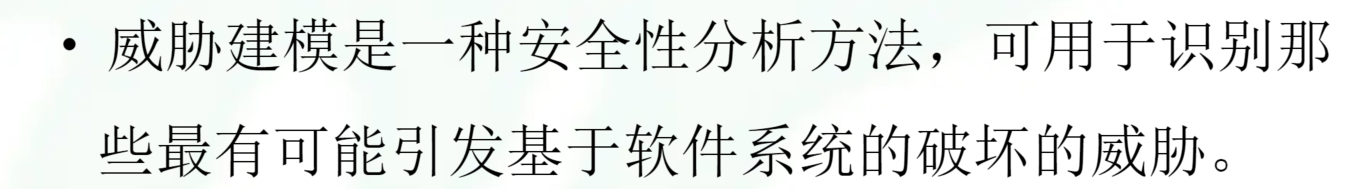 • 威胁建模是一种安全性分析方法，可用于识别那
些最有可能引发基于软件系统的破坏的威胁。